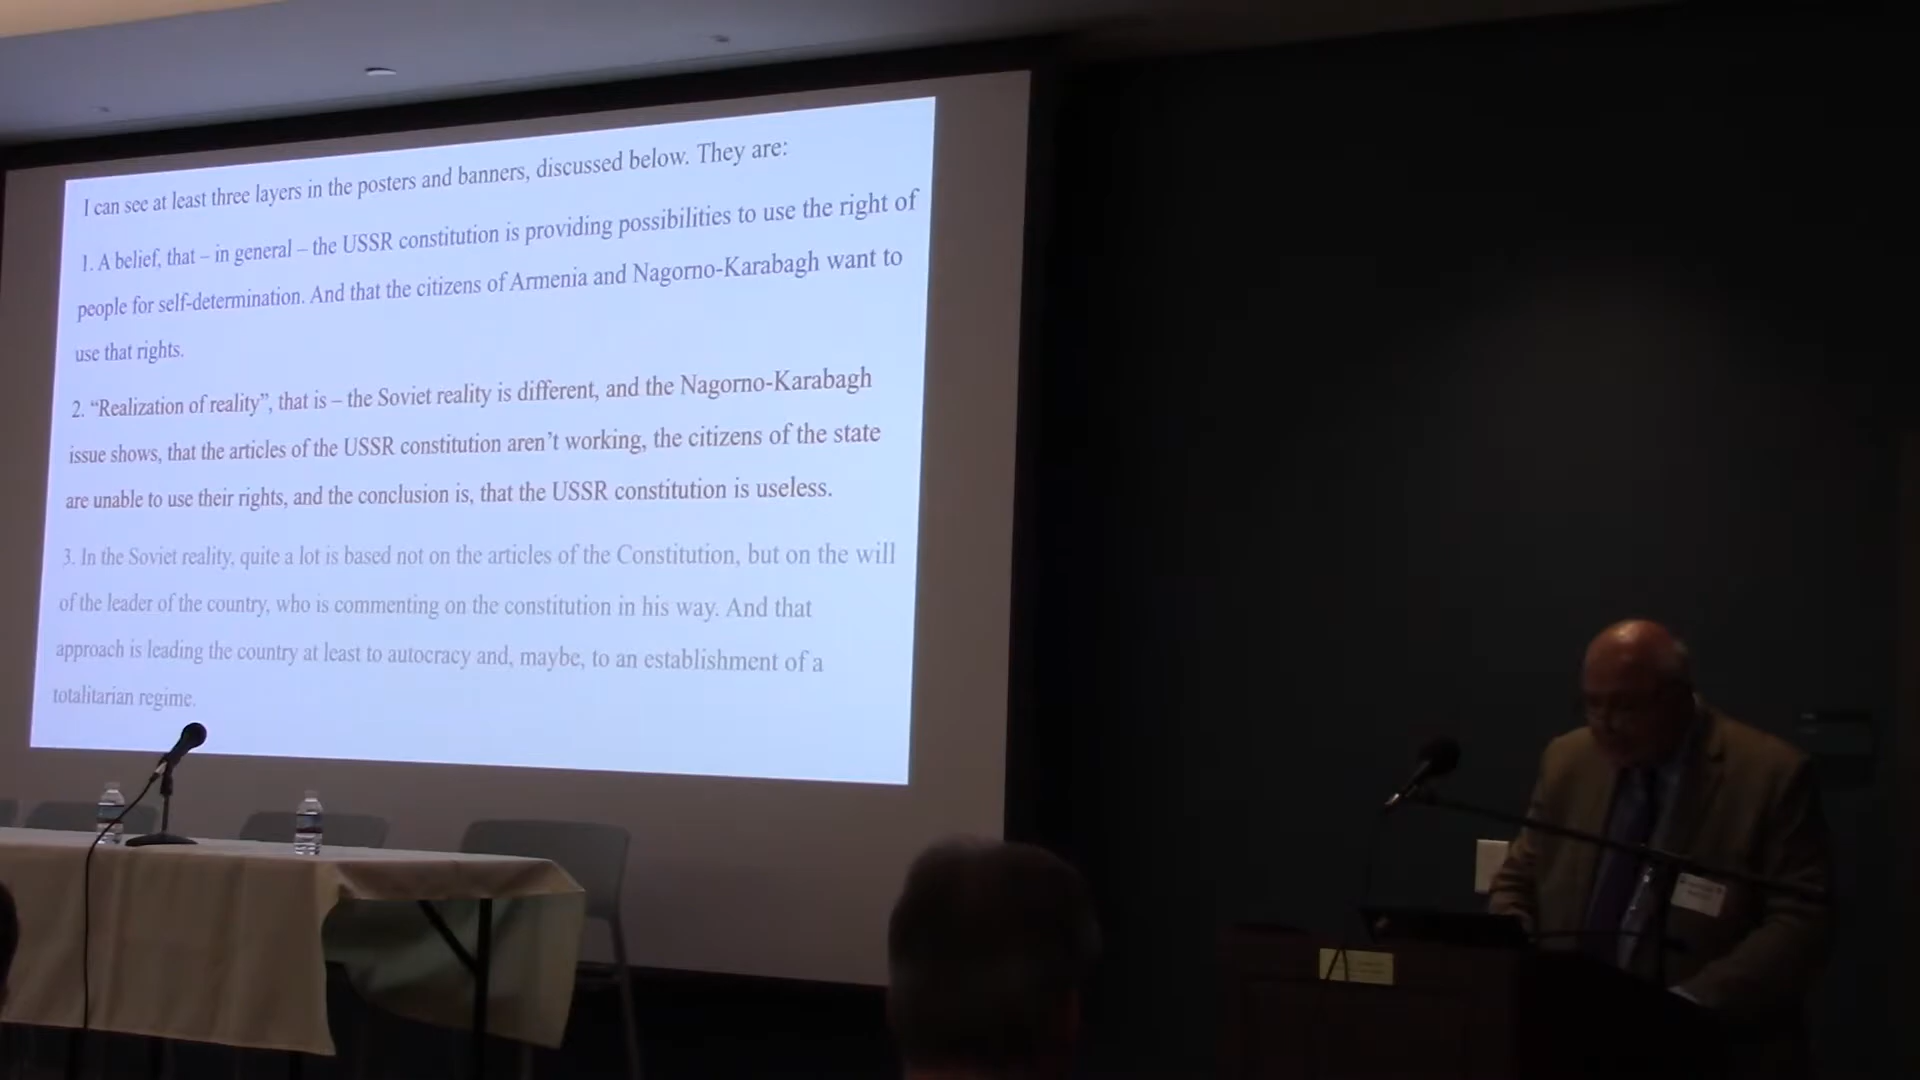 I can see at least three layers in the posters and banners, discussed below. They are:
1. A belief, that – in general – the USSR constitution is providing possibilities to use the right of
people for self-determination. And that the citizens of Armenia and Nagorno-Karabagh want to
use that rights.
2. “Realization of reality”, that is – the Soviet reality is different, and the Nagorno-Karabagh
issue shows, that the articles of the USSR constitution aren’t working, the citizens of the state
are unable to use their rights, and the conclusion is, that the USSR constitution is useless.
3. In the Soviet reality, quite a lot is based not on the articles of the Constitution, but on the will
of the leader of the country, who is commenting on the constitution in his way. And that
approach is leading the country at least to autocracy and, maybe, to an establishment of a
totalitarian regime.